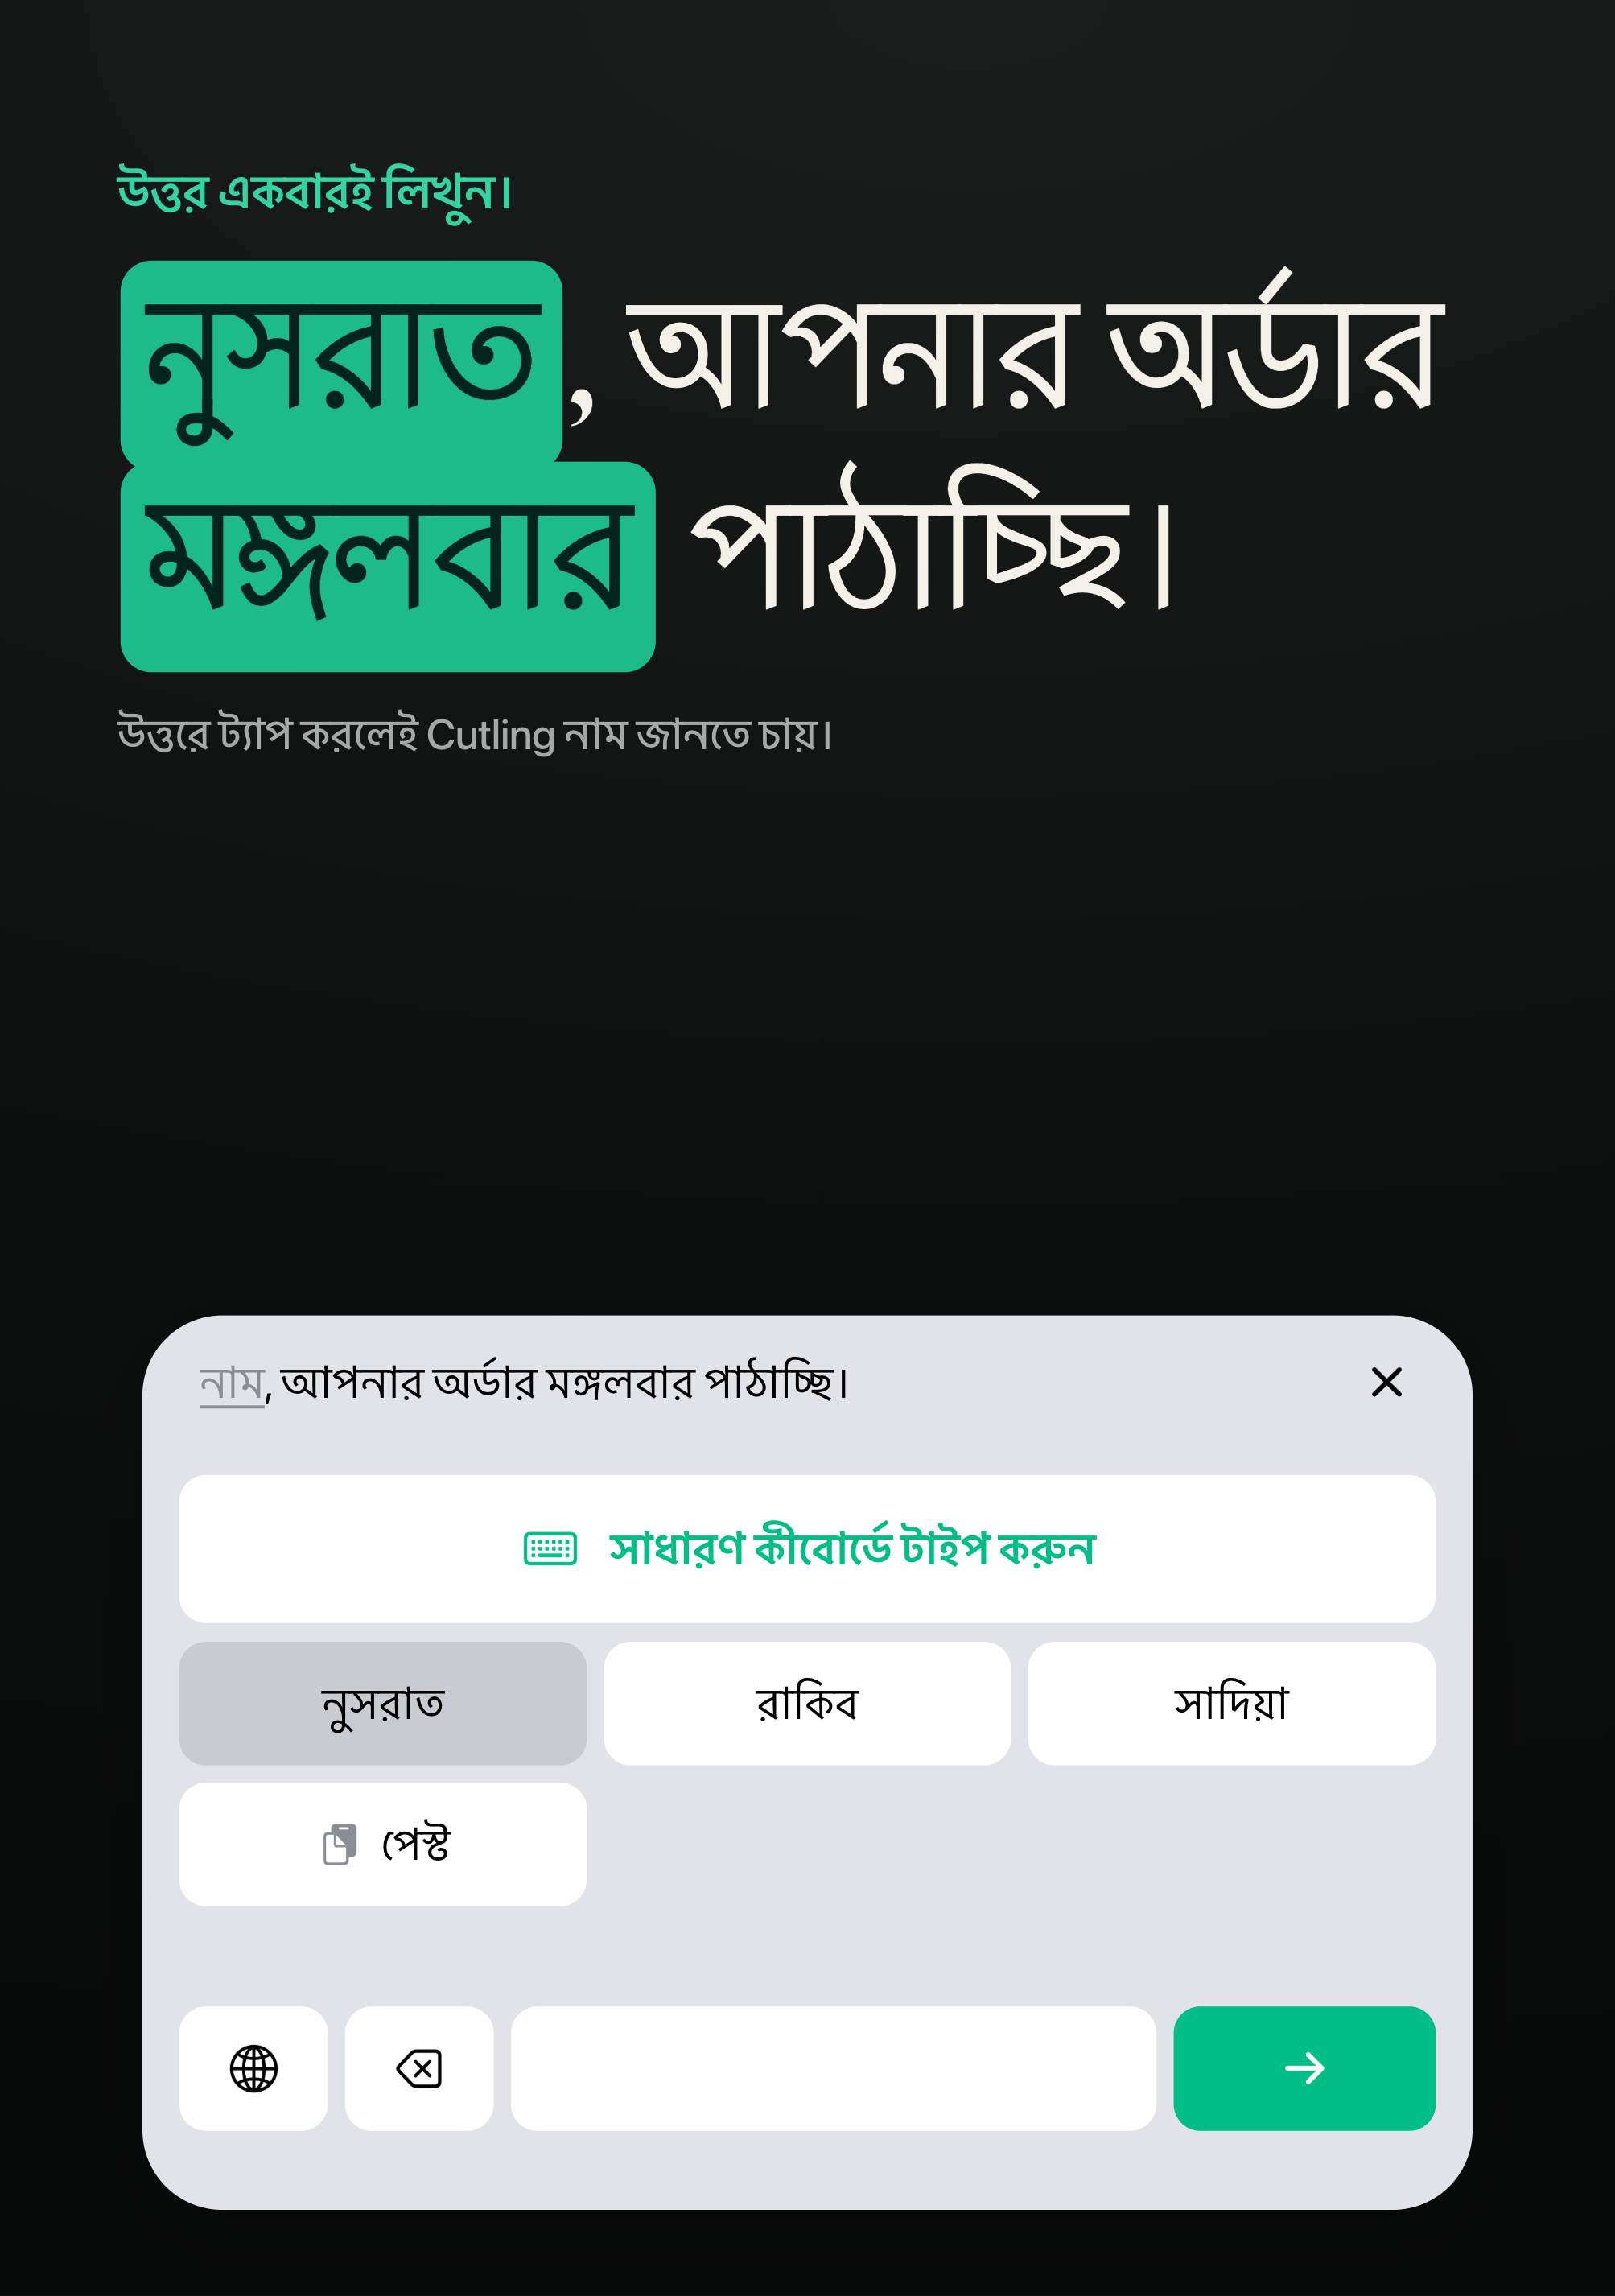 উত্তর একবারই লিখুন।
নুসরাত, আপনার অর্ডার
মঙ্গলবার পাঠাচ্ছি।
উত্তরে ট্যাপ করলেই Cutling নাম জানতে চায়।
নাম, আপনার অর্ডার মঙ্গলবার পাঠাচ্ছি।
সাধারণ কীবোর্ডে টাইপ করুন
নুসরাত রাকিব সাদিয়া
পেস্ট